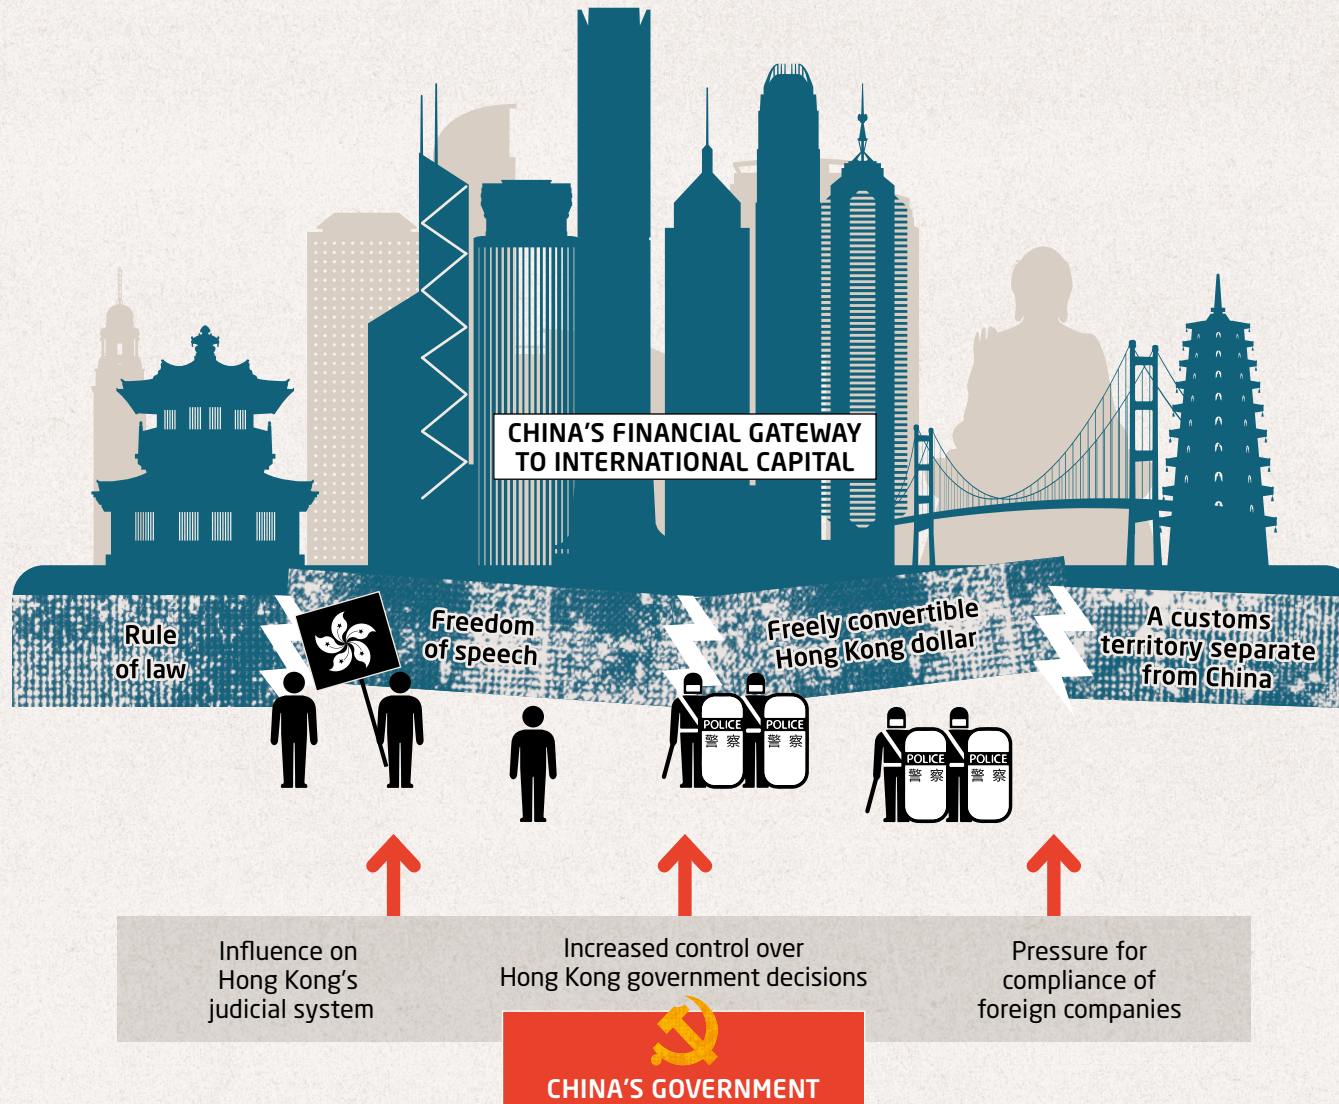 CHINA'S FINANCIAL GATEWAY
TO INTERNATIONAL CAPITAL
Rule
of law
Freedom
of speech
Freely convertible
Hong Kong dollar
A customs
territory separate
from China
POLICE
警 察
POLICE
警 察
POLICE
警 察
POLICE
警 察
Influence on
Hong Kong's
judicial system
Increased control over
Hong Kong government decisions
Pressure for
compliance of
foreign companies
CHINA'S GOVERNMENT